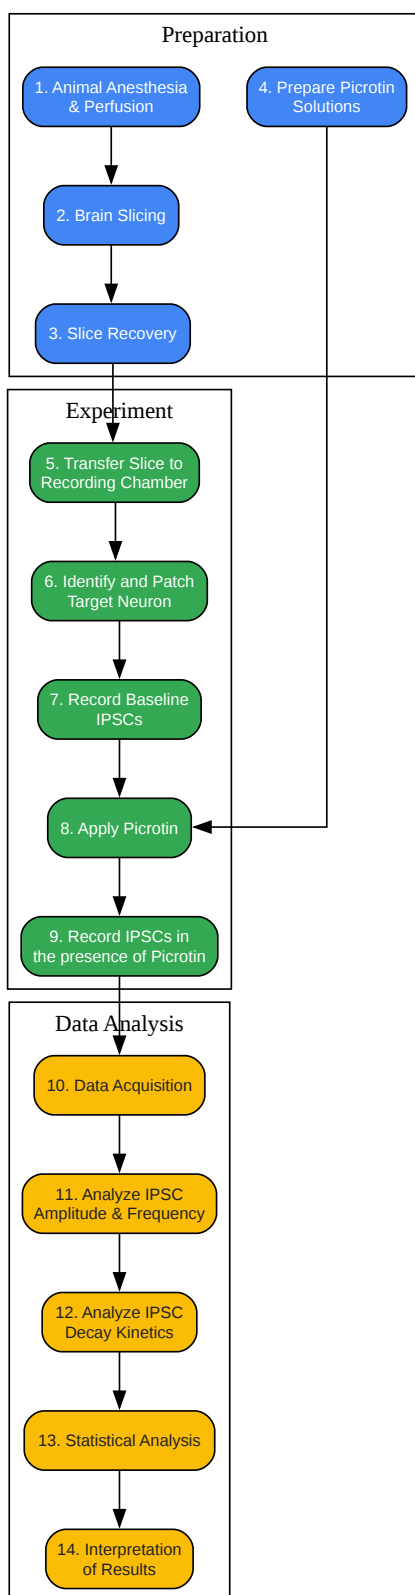 Preparation
1. Animal Anesthesia
& Perfusion
4. Prepare Picrotin
Solutions
2. Brain Slicing
3. Slice Recovery
Experiment
5. Transfer Slice to
Recording Chamber
6. Identify and Patch
Target Neuron
7. Record Baseline
IPSCs
8. Apply Picrotin
9. Record IPSCs in
the presence of Picrotin
Data Analysis
10. Data Acquisition
11. Analyze IPSC
Amplitude & Frequency
12. Analyze IPSC
Decay Kinetics
13. Statistical Analysis
14. Interpretation
of Results